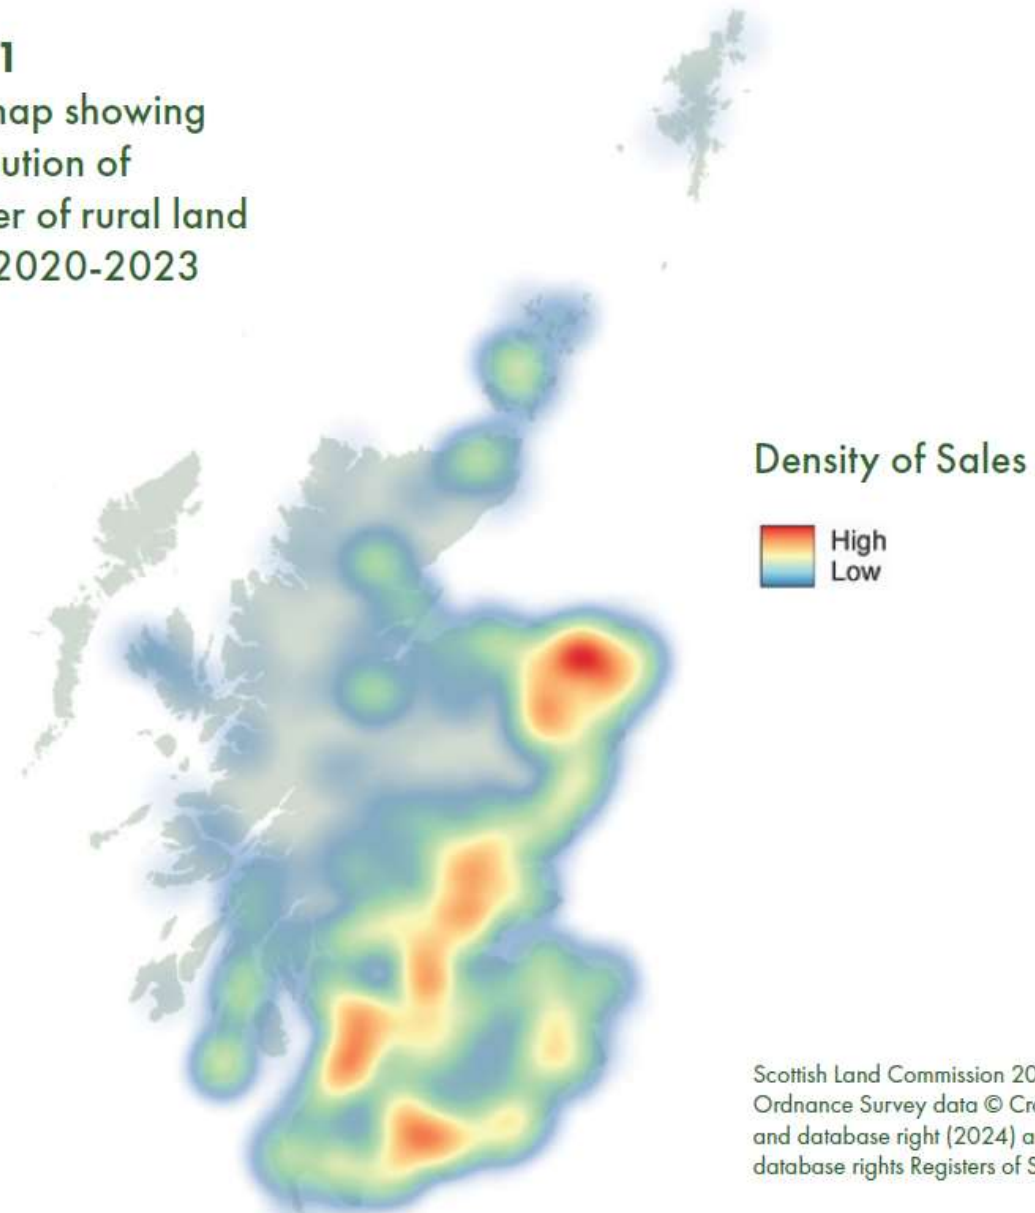 1
nap showing
ution of
er of rural land
2020-2023
Density of Sales
High
Low
Scottish Land Commission 20
Ordnance Survey data © Cro
and database right (2024) a
database rights Registers of S